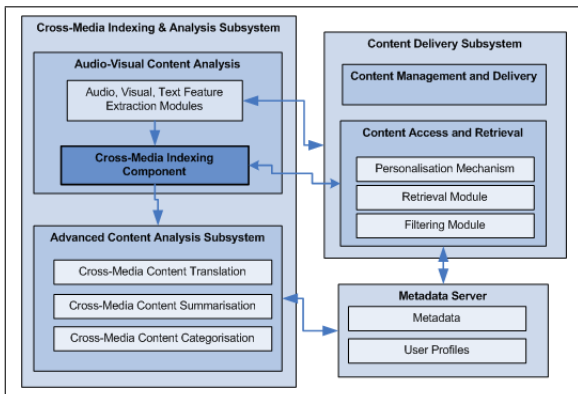 Cross-Media Indexing & Analysis Subsystem
Audio-Visual Content Analysis
Audio, Visual, Text Feature
Extraction Modules
Cross-Media Indexing
Component
Advanced Content Analysis Subsystem
Cross-Media Content Translation
Cross-Media Content Summarisation
Cross-Media Content Categorisation
Content Delivery Subsystem
Content Management and Delivery
Content Access and Retrieval
Personalisation Mechanism
Retrieval Module
Filtering Module
Metadata Server
Metadata
User Profiles